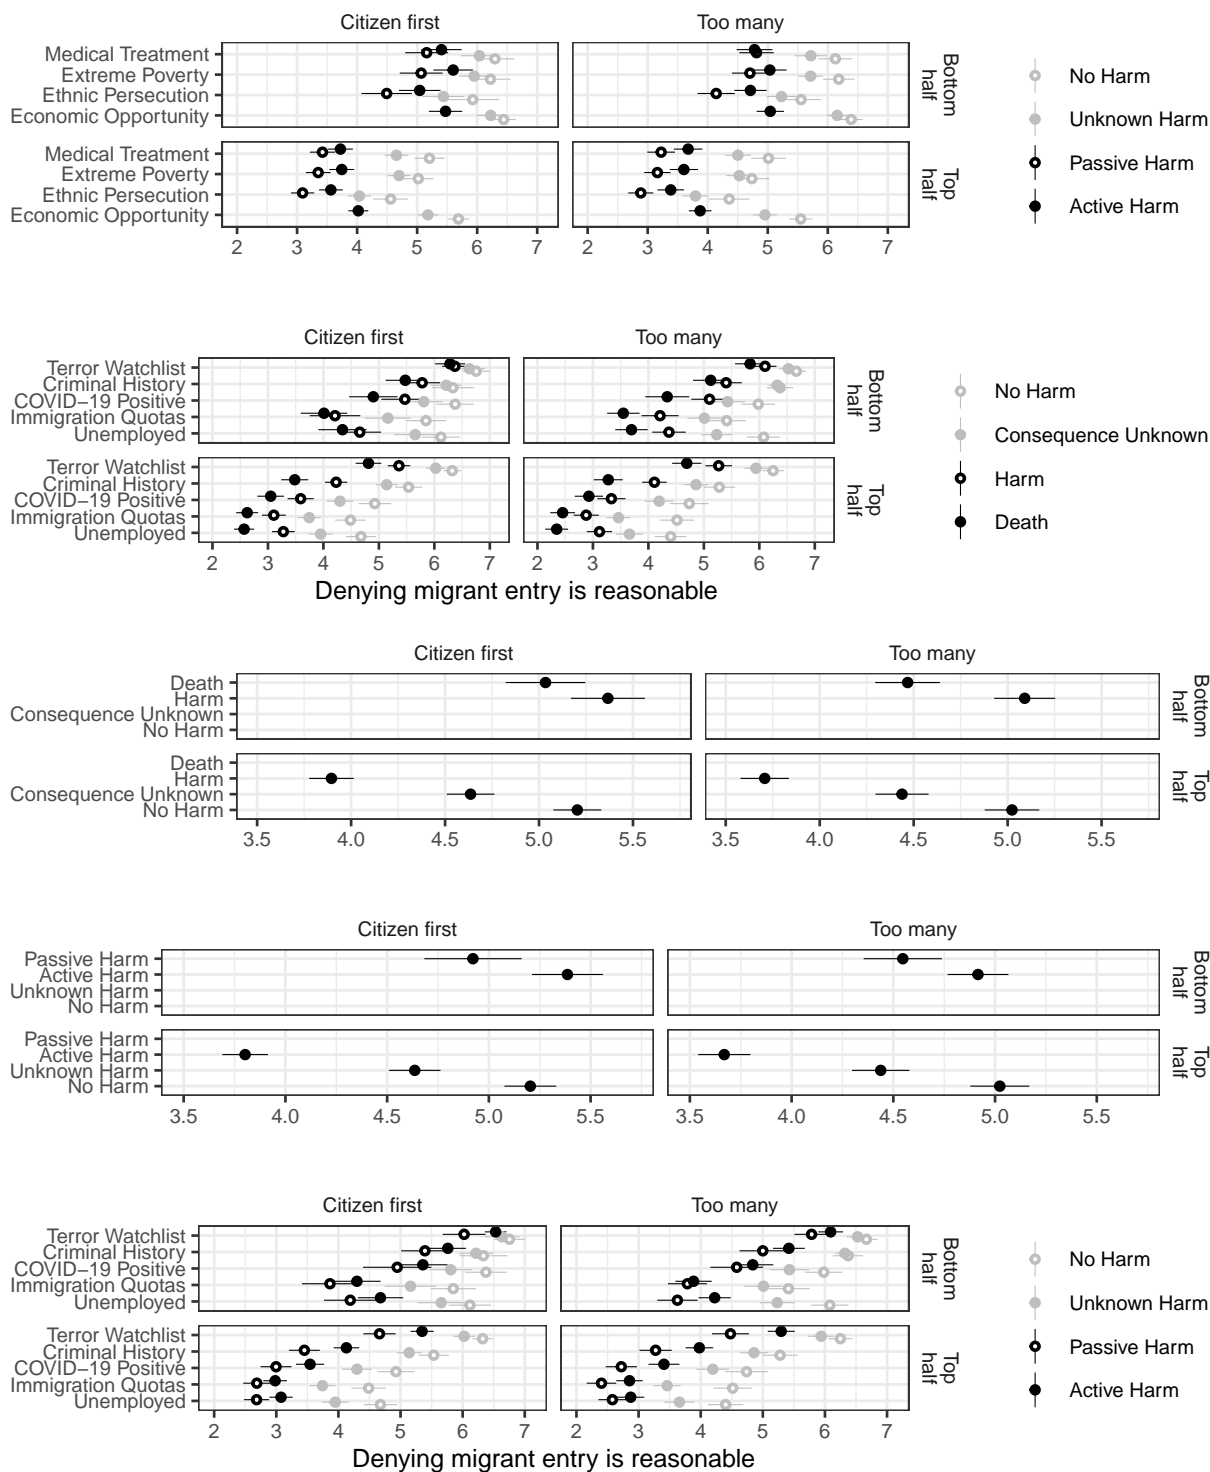 Citizen first Too many
Medical Treatment
Extreme Poverty
Ethnic Persecution
Economic Opportunity
Bottom
half
Medical Treatment
Extreme Poverty
Ethnic Persecution
Economic Opportunity
Top
half
2 3 4 5 6 7 2 3 4 5 6 7
No Harm
Unknown Harm
Passive Harm
Active Harm
Citizen first Too many
Terror Watchlist
Criminal History
COVID−19 Positive
Immigration Quotas
Unemployed
Bottom
half
Terror Watchlist
Criminal History
COVID−19 Positive
Immigration Quotas
Unemployed
Top
half
2 3 4 5 6 7 2 3 4 5 6 7
Denying migrant entry is reasonable
No Harm
Consequence Unknown
Harm
Death
Citizen first Too many
Death
Harm
Consequence Unknown
No Harm
Bottom
half
Death
Harm
Consequence Unknown
No Harm
Top
half
3.5 4.0 4.5 5.0 5.5 3.5 4.0 4.5 5.0 5.5
Citizen first Too many
Passive Harm
Active Harm
Unknown Harm
No Harm
Bottom
half
Passive Harm
Active Harm
Unknown Harm
No Harm
Top
half
3.5 4.0 4.5 5.0 5.5 3.5 4.0 4.5 5.0 5.5
Citizen first Too many
Terror Watchlist
Criminal History
COVID−19 Positive
Immigration Quotas
Unemployed
Bottom
half
Terror Watchlist
Criminal History
COVID−19 Positive
Immigration Quotas
Unemployed
Top
half
2 3 4 5 6 7 2 3 4 5 6 7
Denying migrant entry is reasonable
No Harm
Unknown Harm
Passive Harm
Active Harm